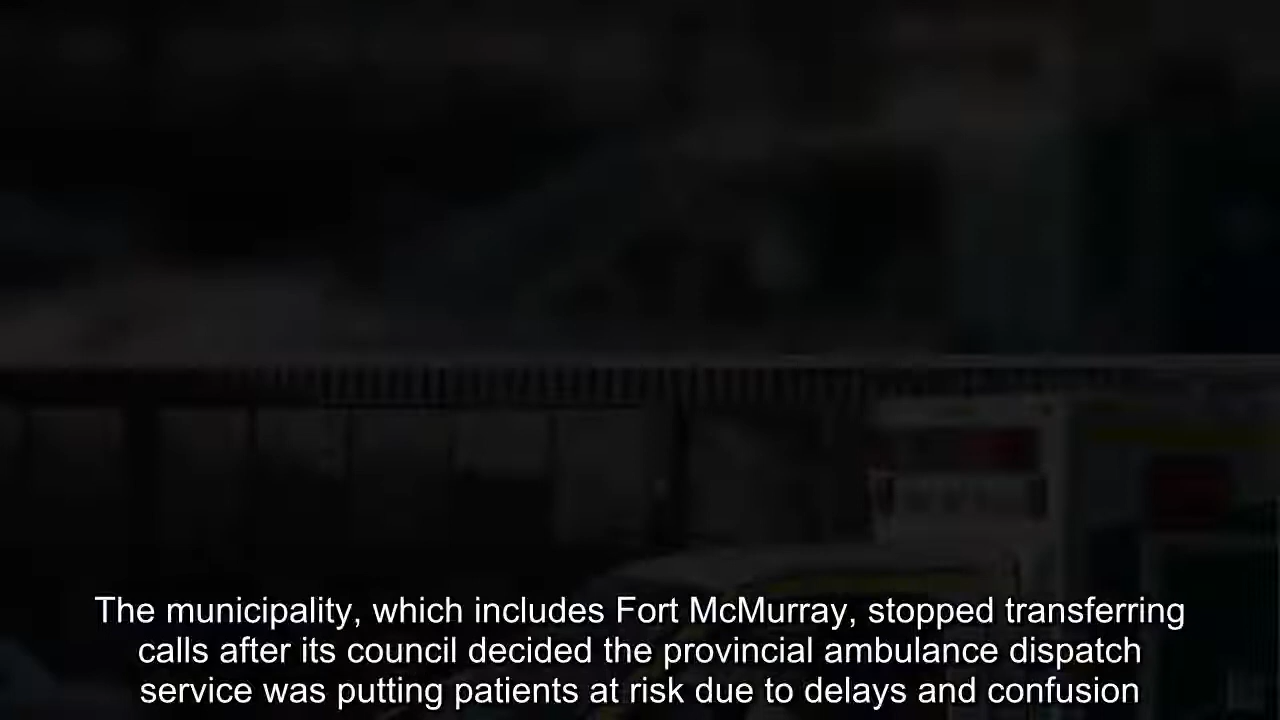 The municipality, which includes Fort McMurray, stopped transferring
calls after its council decided the provincial ambulance dispatch
service was putting patients at risk due to delays and confusion